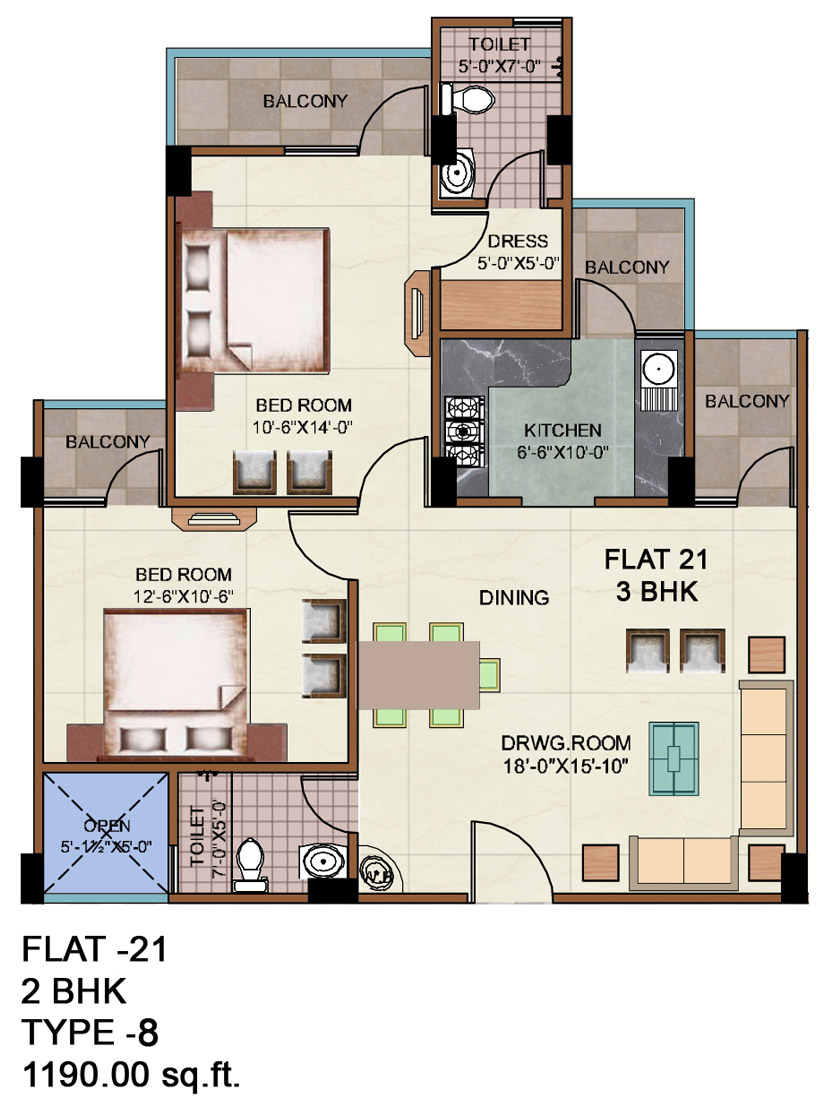 TOILET
5'-0"X7'-0"
BALCONY
DRESS
5'-0"X5'-0"
BALCONY
BED ROOM
10'-6"X14'-0"
BALCONY
KITCHEN
6'-6"X10'-0"
BALCONY
FLAT 21
3 BHK
BED ROOM
12'-6"X10'-6"
DINING
DRWG.ROOM
18'-0"X15'-10"
OPEN
5'-1½"X5'-0"
TOILET
7'-0"X5'-0"
W.B
FLAT -21
2 BHK
TYPE -8
1190.00 sq.ft.